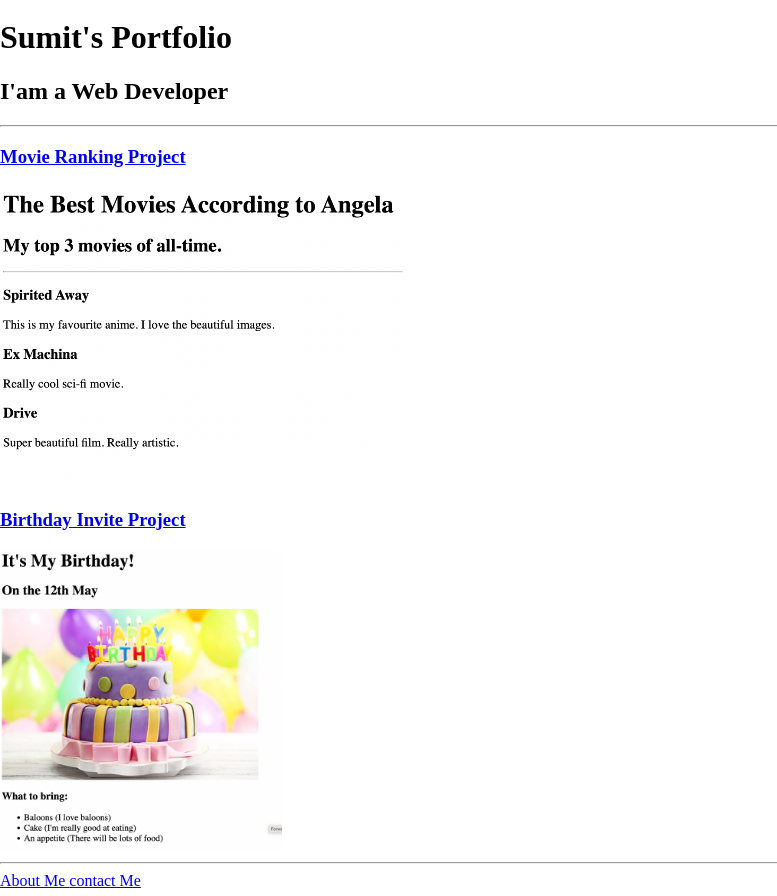 Sumit's Portfolio
I'am a Web Developer
Movie Ranking Project
The Best Movies According to Angela
My top 3 movies of all-time.
Spirited Away
This is my favourite anime. I love the beautiful images.
Ex Machina
Really cool sci-fi movie.
Drive
Super beautiful film. Really artistic.
Birthday Invite Project
It's My Birthday!
On the 12th May
HAPPY
BIRTHDAY
What to bring:
Baloons (I love baloons)
Cake (I'm really good at eating)
An appetite (There will be lots of food)
About Me contact Me